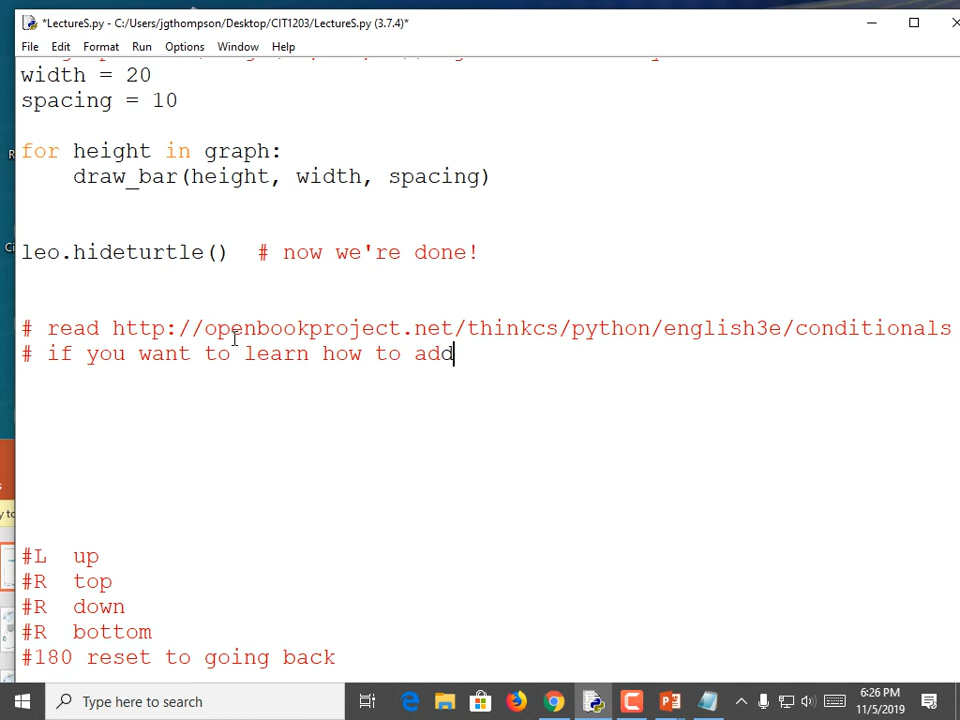 *LectureS.py - C:/Users/jgthompson/Desktop/CIT1203/LectureS.py (3.7.4)*
File Edit Format Run Options Window Help
width = 20
spacing = 10
for height in graph:
draw_bar(height, width, spacing)
leo.hideturtle()  # now we're done!
# read http://openbookproject.net/thinkcs/python/english3e/conditionals
# if you want to learn how to add
#L  up
#R  top
#R  down
#R  bottom
#180 reset to going back
Type here to search
6:26 PM
11/5/2019